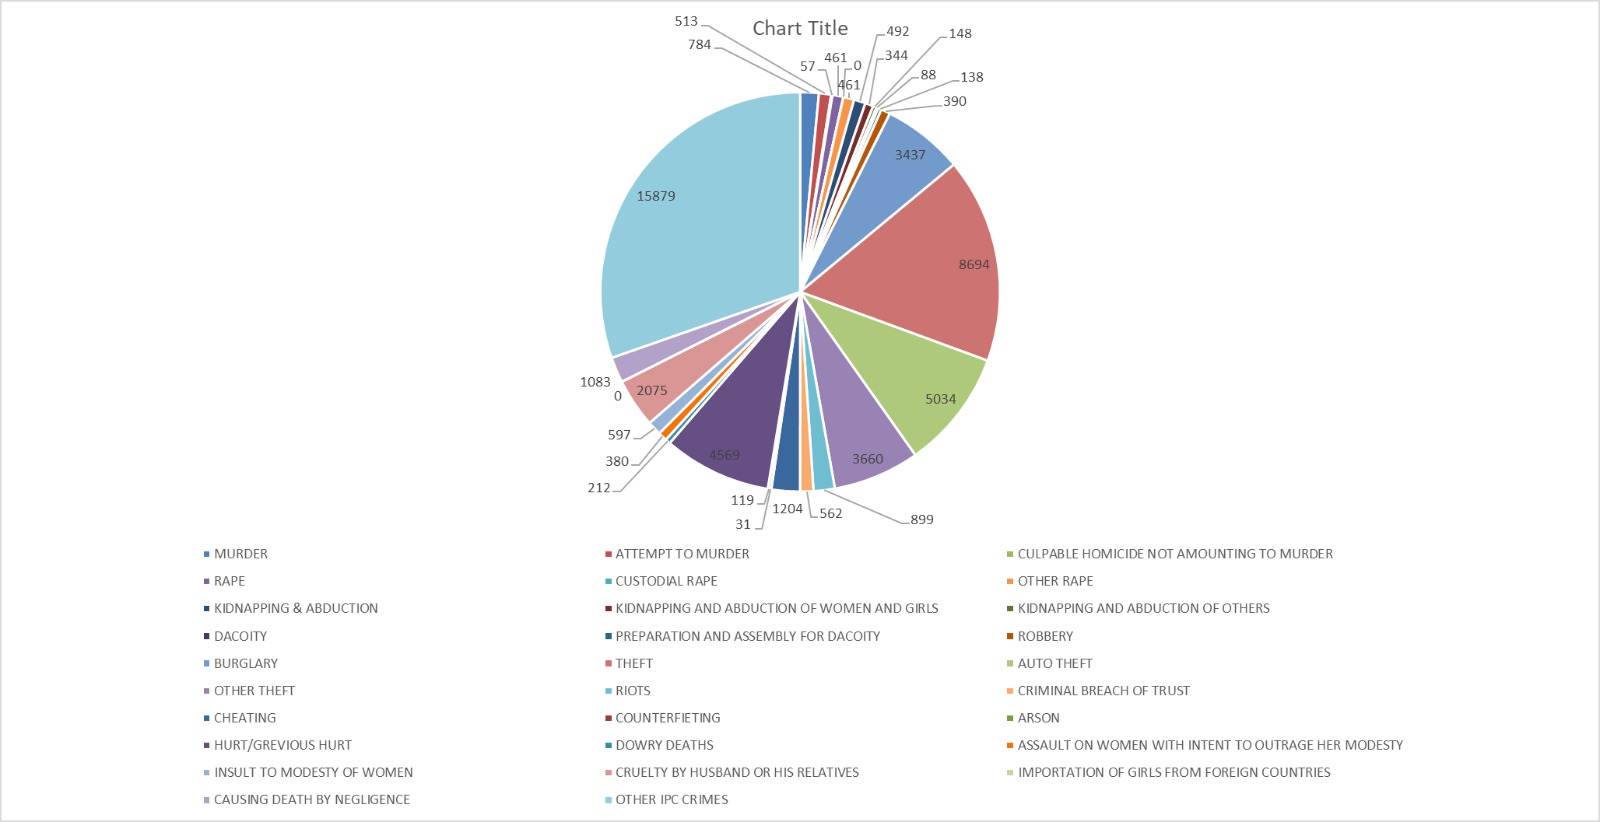 Chart Title
513
784
57
461
0
461
492
344
148
88
138
390
3437
8694
5034
3660
899
562
1204
31
119
4569
212
380
597
2075
0
1083
15879
MURDER
ATTEMPT TO MURDER
CULPABLE HOMICIDE NOT AMOUNTING TO MURDER
RAPE
CUSTODIAL RAPE
OTHER RAPE
KIDNAPPING & ABDUCTION
KIDNAPPING AND ABDUCTION OF WOMEN AND GIRLS
KIDNAPPING AND ABDUCTION OF OTHERS
DACOITY
PREPARATION AND ASSEMBLY FOR DACOITY
ROBBERY
BURGLARY
THEFT
AUTO THEFT
OTHER THEFT
RIOTS
CRIMINAL BREACH OF TRUST
CHEATING
COUNTERFIETING
ARSON
HURT/GREVIOUS HURT
DOWRY DEATHS
ASSAULT ON WOMEN WITH INTENT TO OUTRAGE HER MODESTY
INSULT TO MODESTY OF WOMEN
CRUELTY BY HUSBAND OR HIS RELATIVES
IMPORTATION OF GIRLS FROM FOREIGN COUNTRIES
CAUSING DEATH BY NEGLIGENCE
OTHER IPC CRIMES